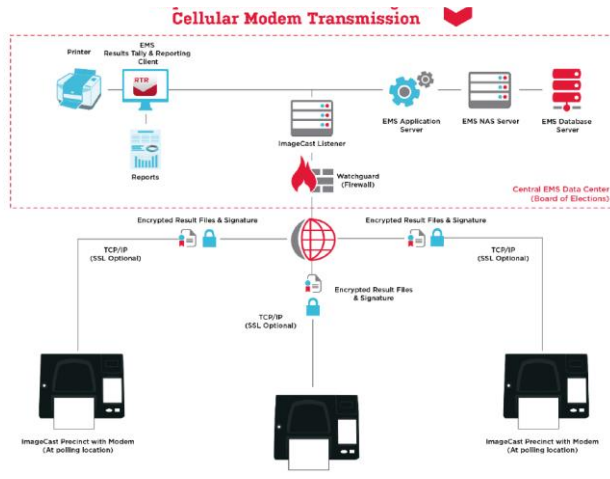 Cellular Modem Transmission
Printer
EMS
Results Tally & Reporting
Client
RTR
Reports
ImageCast Listener
EMS Application
Server
EMS NAS Server
EMS Database
Server
Watchguard
(Firewall)
Central EMS Data Center
(Board of Elections)
Encrypted Result Files & Signature
Encrypted Result Files & Signature
TCP/IP
(SSL Optional)
TCP/IP
(SSL Optional)
Encrypted Result Files
& Signature
TCP/IP
(SSL Optional)
ImageCast Precinct with Modem
(At polling location)
ImageCast Precinct with Modem
(At polling location)